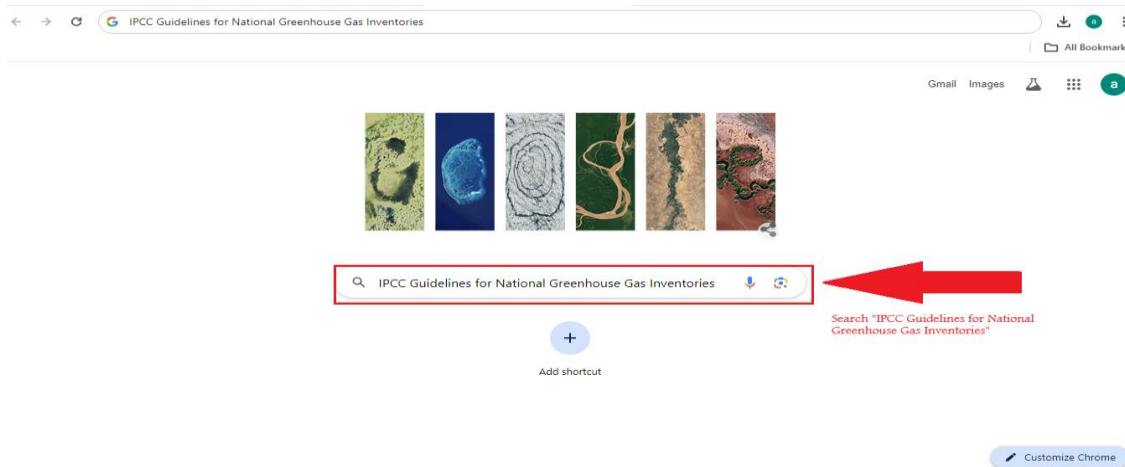 IPCC Guidelines for National Greenhouse Gas Inventories
All Bookmark
Gmail Images
a
IPCC Guidelines for National Greenhouse Gas Inventories
Search "IPCC Guidelines for National
Greenhouse Gas Inventories"
Add shortcut
Customize Chrome